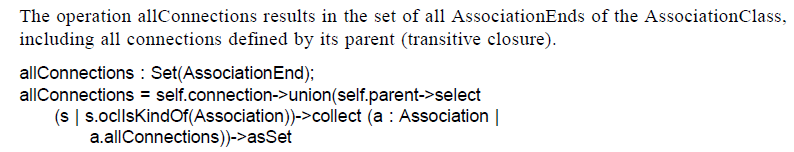 The operation allConnections results in the set of all AssociationEnds of the AssociationClass,
including all connections defined by its parent (transitive closure).
allConnections : Set(AssociationEnd);
allConnections = self.connection->union(self.parent->select
(s | s.oclIsKindOf(Association))->collect (a : Association |
a.allConnections))->asSet